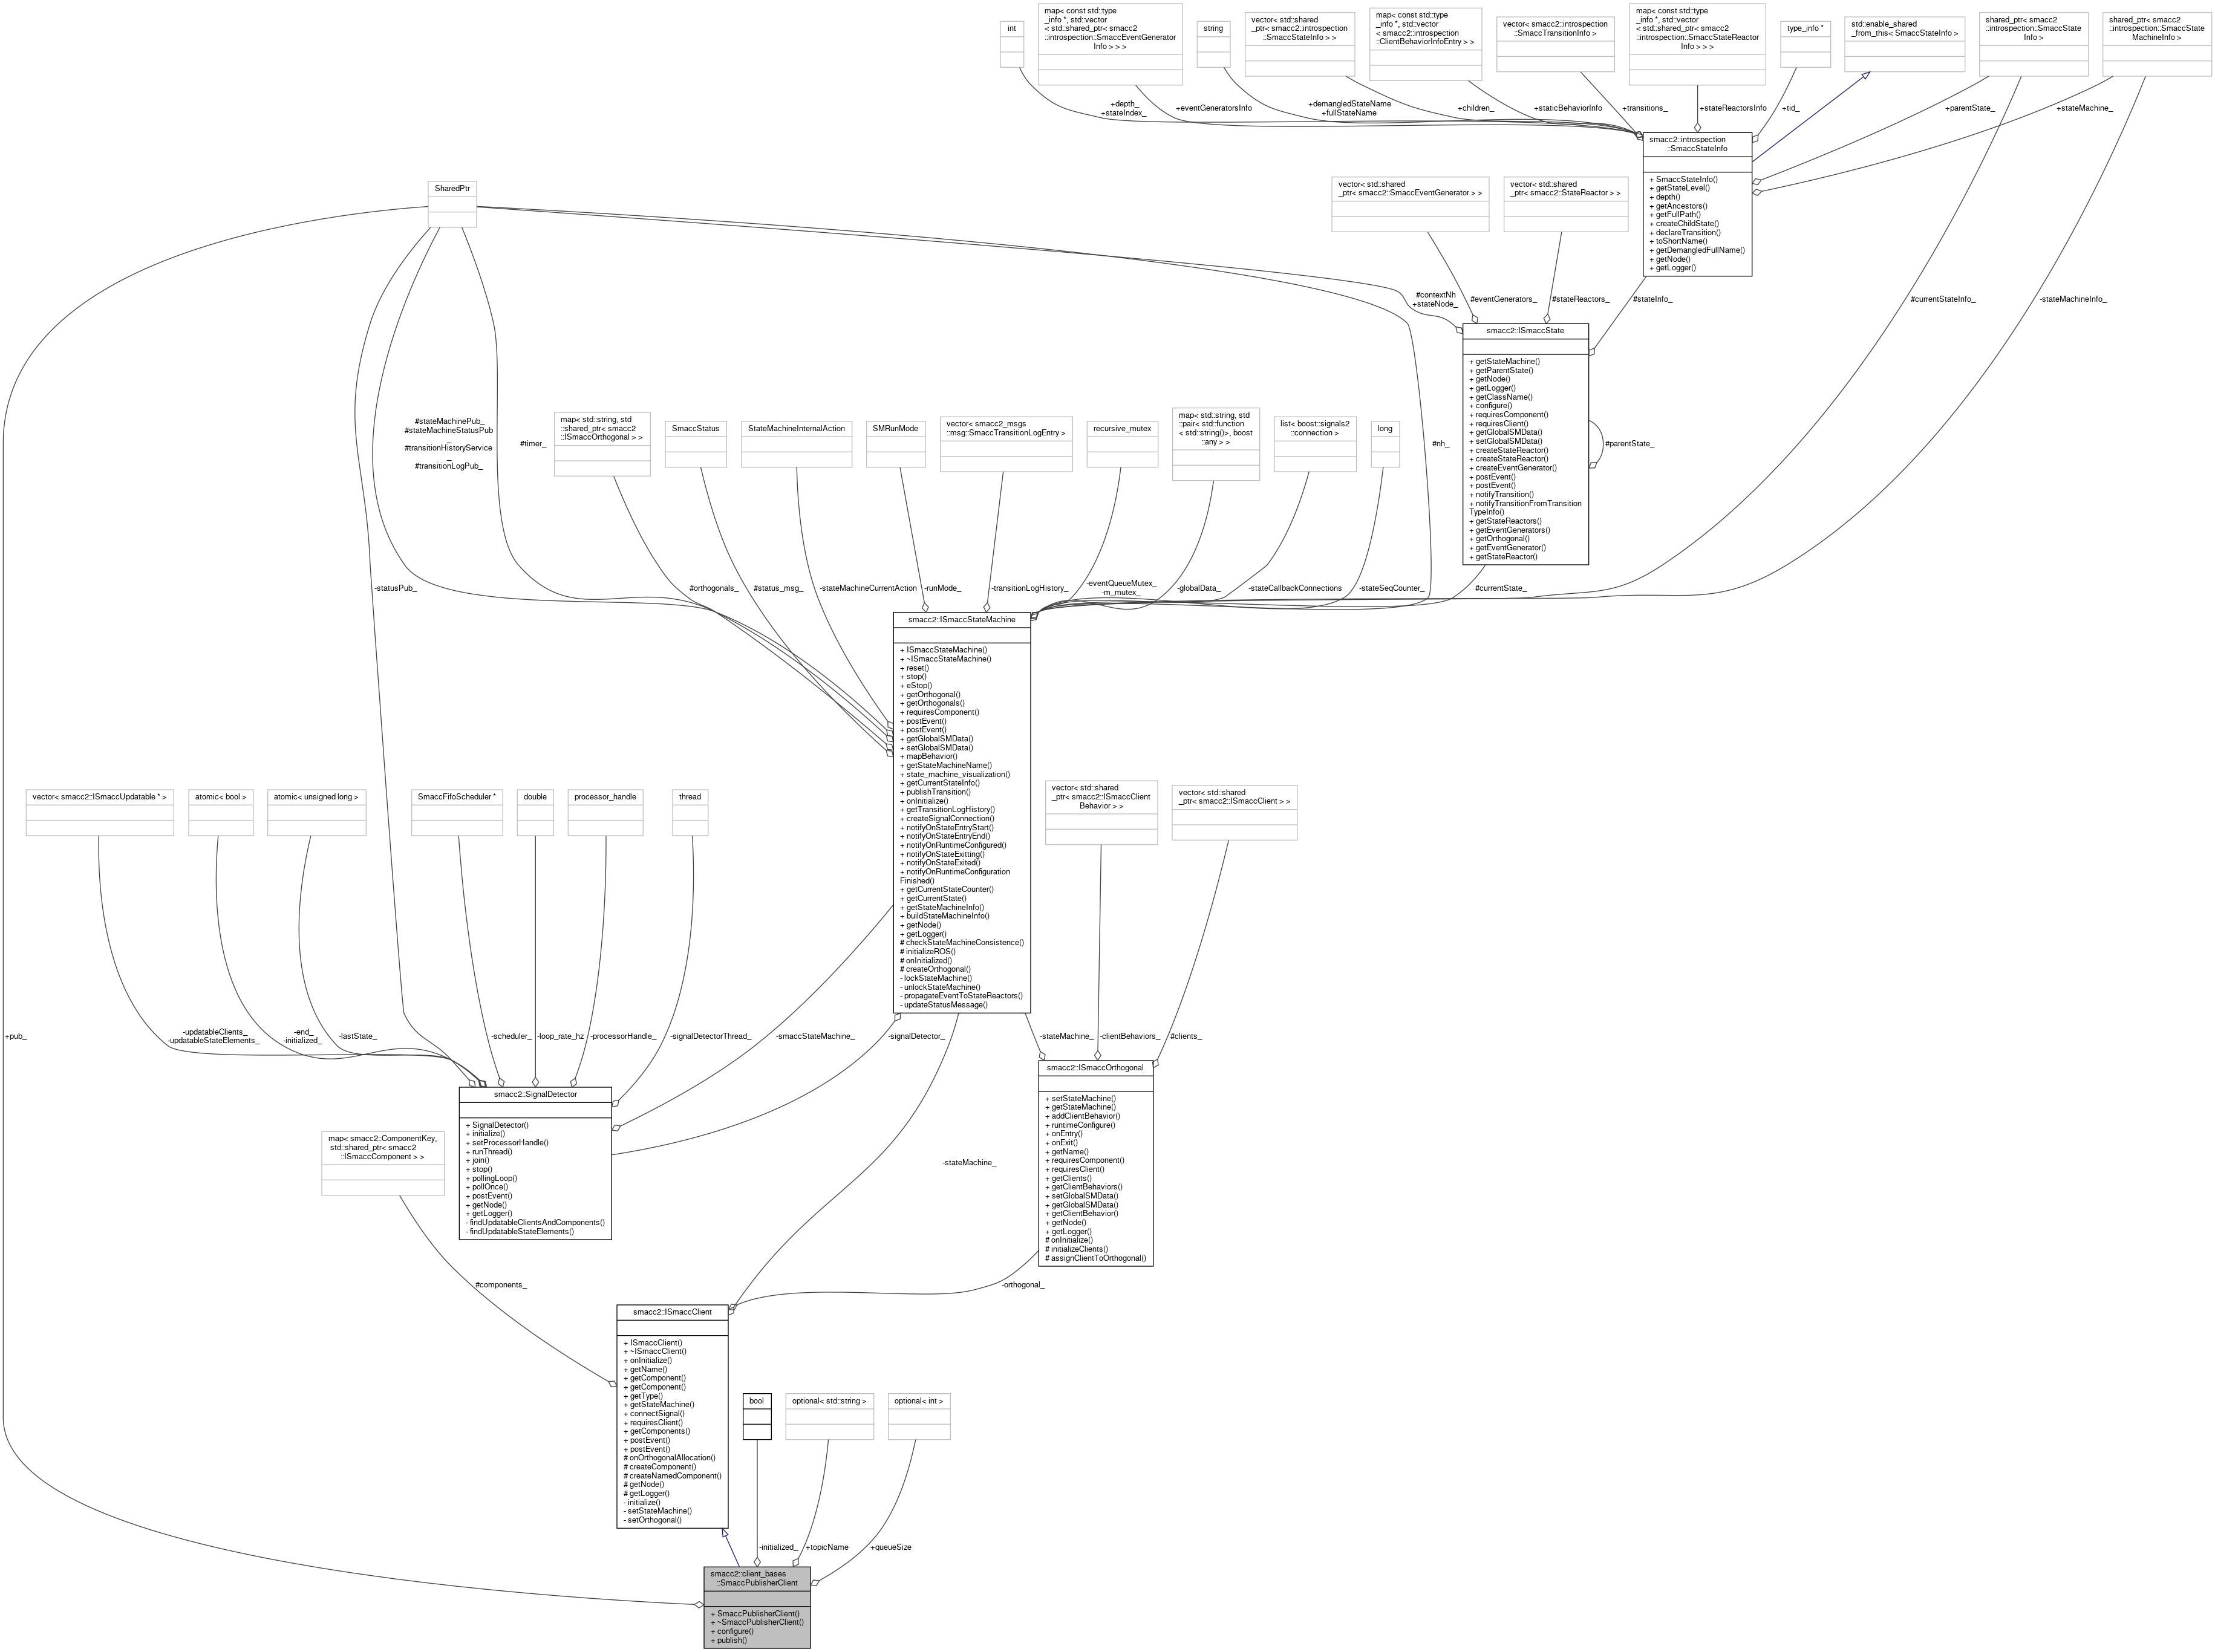 int
map< const std::type
_info *, std::vector
< std::shared_ptr< smacc2
::introspection::SmaccEventGenerator
Info > > >
string
vector< std::shared
_ptr< smacc2::introspection
::SmaccStateInfo > >
map< const std::type
_info *, std::vector
< smacc2::introspection
::ClientBehaviorInfoEntry > >
vector< smacc2::introspection
::SmaccTransitionInfo >
map< const std::type
_info *, std::vector
< std::shared_ptr< smacc2
::introspection::SmaccStateReactor
Info > > >
type_info *
std::enable_shared
_from_this< SmaccStateInfo >
shared_ptr< smacc2
::introspection::SmaccState
Info >
shared_ptr< smacc2
::introspection::SmaccState
MachineInfo >
+depth_
+stateIndex_
+eventGeneratorsInfo
+demangledStateName
+fullStateName
+children_
+staticBehaviorInfo
+transitions_
+stateReactorsInfo
+tid_
+parentState_
+stateMachine_
smacc2::introspection
::SmaccStateInfo
+ SmaccStateInfo()
+ getStateLevel()
+ depth()
+ getAncestors()
+ getFullPath()
+ createChildState()
+ declareTransition()
+ toShortName()
+ getDemangledFullName()
+ getNode()
+ getLogger()
SharedPtr
vector< std::shared
_ptr< smacc2::SmaccEventGenerator > >
vector< std::shared
_ptr< smacc2::StateReactor > >
#contextNh
+stateNode_
#eventGenerators_
#stateReactors_
#stateInfo_
#currentStateInfo_
-stateMachineInfo_
smacc2::ISmaccState
+ getStateMachine()
+ getParentState()
+ getNode()
+ getLogger()
+ getClassName()
+ configure()
+ requiresComponent()
+ requiresClient()
+ getGlobalSMData()
+ setGlobalSMData()
+ createStateReactor()
+ createStateReactor()
+ createEventGenerator()
+ postEvent()
+ postEvent()
+ notifyTransition()
+ notifyTransitionFromTransition
TypeInfo()
+ getStateReactors()
+ getEventGenerators()
+ getOrthogonal()
+ getEventGenerator()
+ getStateReactor()
#parentState_
#stateMachinePub_
#stateMachineStatusPub
_
#transitionHistoryService
_
#transitionLogPub_
#timer_
map< std::string, std
::shared_ptr< smacc2
::ISmaccOrthogonal > >
SmaccStatus
StateMachineInternalAction
SMRunMode
vector< smacc2_msgs
::msg::SmaccTransitionLogEntry >
recursive_mutex
map< std::string, std
::pair< std::function
< std::string()>, boost
::any > >
list< boost::signals2
::connection >
long
#nh_
-statusPub_
#orthogonals_
#status_msg_
-stateMachineCurrentAction
-runMode_
-transitionLogHistory_
-eventQueueMutex_
-m_mutex_
-globalData_
-stateCallbackConnections
-stateSeqCounter_
#currentState_
smacc2::ISmaccStateMachine
+ ISmaccStateMachine()
+ ~ISmaccStateMachine()
+ reset()
+ stop()
+ eStop()
+ getOrthogonal()
+ getOrthogonals()
+ requiresComponent()
+ postEvent()
+ postEvent()
+ getGlobalSMData()
+ setGlobalSMData()
+ mapBehavior()
+ getStateMachineName()
+ state_machine_visualization()
+ getCurrentStateInfo()
+ publishTransition()
+ onInitialize()
+ getTransitionLogHistory()
+ createSignalConnection()
+ notifyOnStateEntryStart()
+ notifyOnStateEntryEnd()
+ notifyOnRuntimeConfigured()
+ notifyOnStateExitting()
+ notifyOnStateExited()
+ notifyOnRuntimeConfiguration
Finished()
+ getCurrentStateCounter()
+ getCurrentState()
+ getStateMachineInfo()
+ buildStateMachineInfo()
+ getNode()
+ getLogger()
# checkStateMachineConsistence()
# initializeROS()
# onInitialized()
# createOrthogonal()
- lockStateMachine()
- unlockStateMachine()
- propagateEventToStateReactors()
- updateStatusMessage()
vector< smacc2::ISmaccUpdatable * >
atomic< bool >
atomic< unsigned long >
SmaccFifoScheduler *
double
processor_handle
thread
vector< std::shared
_ptr< smacc2::ISmaccClient
Behavior > >
vector< std::shared
_ptr< smacc2::ISmaccClient > >
+pub_
-updatableClients_
-updatableStateElements_
-end_
-initialized_
-lastState_
-scheduler_
-loop_rate_hz
-processorHandle_
-signalDetectorThread_
-smaccStateMachine_
-signalDetector_
-stateMachine_
-clientBehaviors_
#clients_
smacc2::SignalDetector
+ SignalDetector()
+ initialize()
+ setProcessorHandle()
+ runThread()
+ join()
+ stop()
+ pollingLoop()
+ pollOnce()
+ postEvent()
+ getNode()
+ getLogger()
- findUpdatableClientsAndComponents()
- findUpdatableStateElements()
smacc2::ISmaccOrthogonal
+ setStateMachine()
+ getStateMachine()
+ addClientBehavior()
+ runtimeConfigure()
+ onEntry()
+ onExit()
+ getName()
+ requiresComponent()
+ requiresClient()
+ getClients()
+ getClientBehaviors()
+ setGlobalSMData()
+ getGlobalSMData()
+ getClientBehavior()
+ getNode()
+ getLogger()
# onInitialize()
# initializeClients()
# assignClientToOrthogonal()
map< smacc2::ComponentKey,
std::shared_ptr< smacc2
::ISmaccComponent > >
-stateMachine_
#components_
-orthogonal_
smacc2::ISmaccClient
+ ISmaccClient()
+ ~ISmaccClient()
+ onInitialize()
+ getName()
+ getComponent()
+ getComponent()
+ getType()
+ getStateMachine()
+ connectSignal()
+ requiresClient()
+ getComponents()
+ postEvent()
+ postEvent()
# onOrthogonalAllocation()
# createComponent()
# createNamedComponent()
# getNode()
# getLogger()
- initialize()
- setStateMachine()
- setOrthogonal()
bool
optional< std::string >
optional< int >
-initialized_
+topicName
+queueSize
smacc2::client_bases
::SmaccPublisherClient
+ SmaccPublisherClient()
+ ~SmaccPublisherClient()
+ configure()
+ publish()